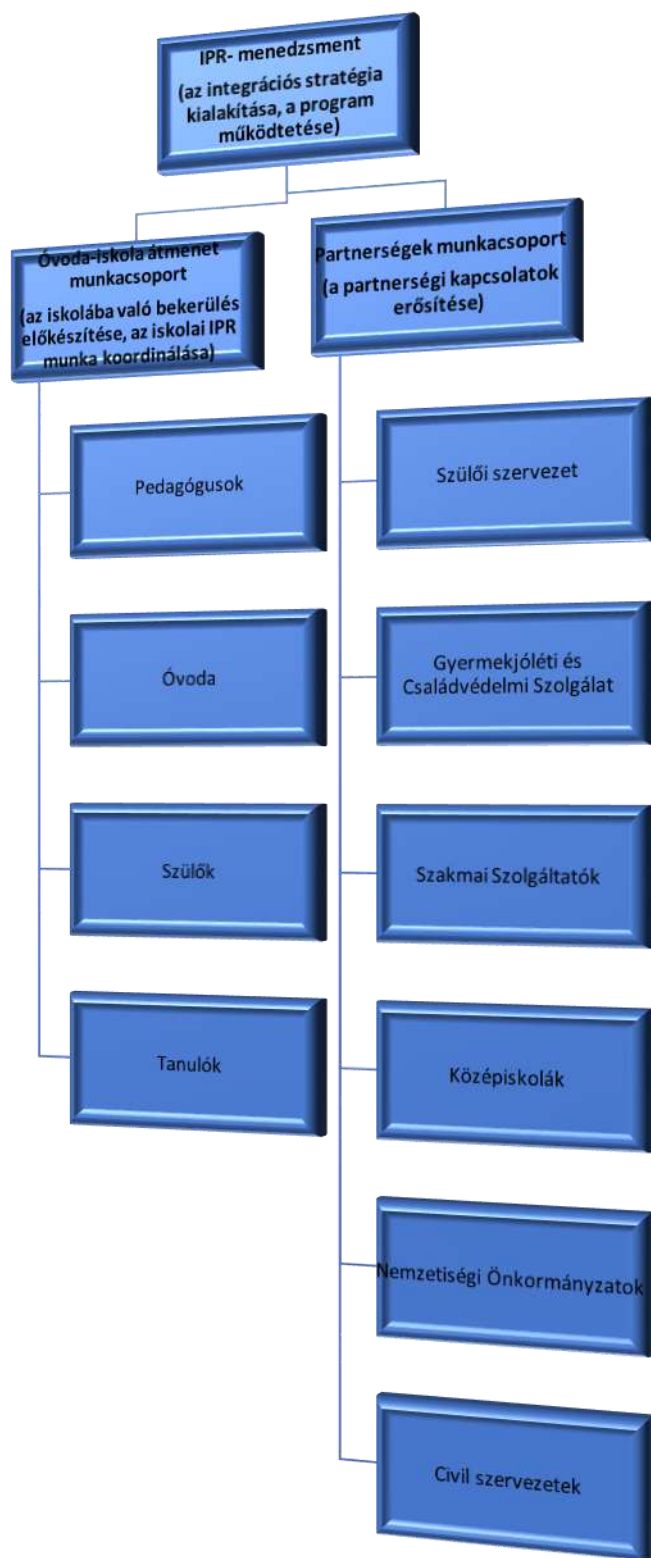 IPR- menedzsment
(az integrációs stratégia
kialakítása, a program
működtetése)
Óvoda-iskola átmenet
munkacsoport
(az iskolába való bekerülés
előkészítése, az iskolai IPR
munka koordinálása)
Pedagógusok
Óvoda
Szülők
Tanulók
Partnerségek munkacsoport
(a partnerségi kapcsolatok
erősítése)
Szülői szervezet
Gyermekjóléti és
Családvédelmi Szolgálat
Szakmai Szolgáltatók
Középiskolák
Nemzetiségi Önkormányzatok
Civil szervezetek